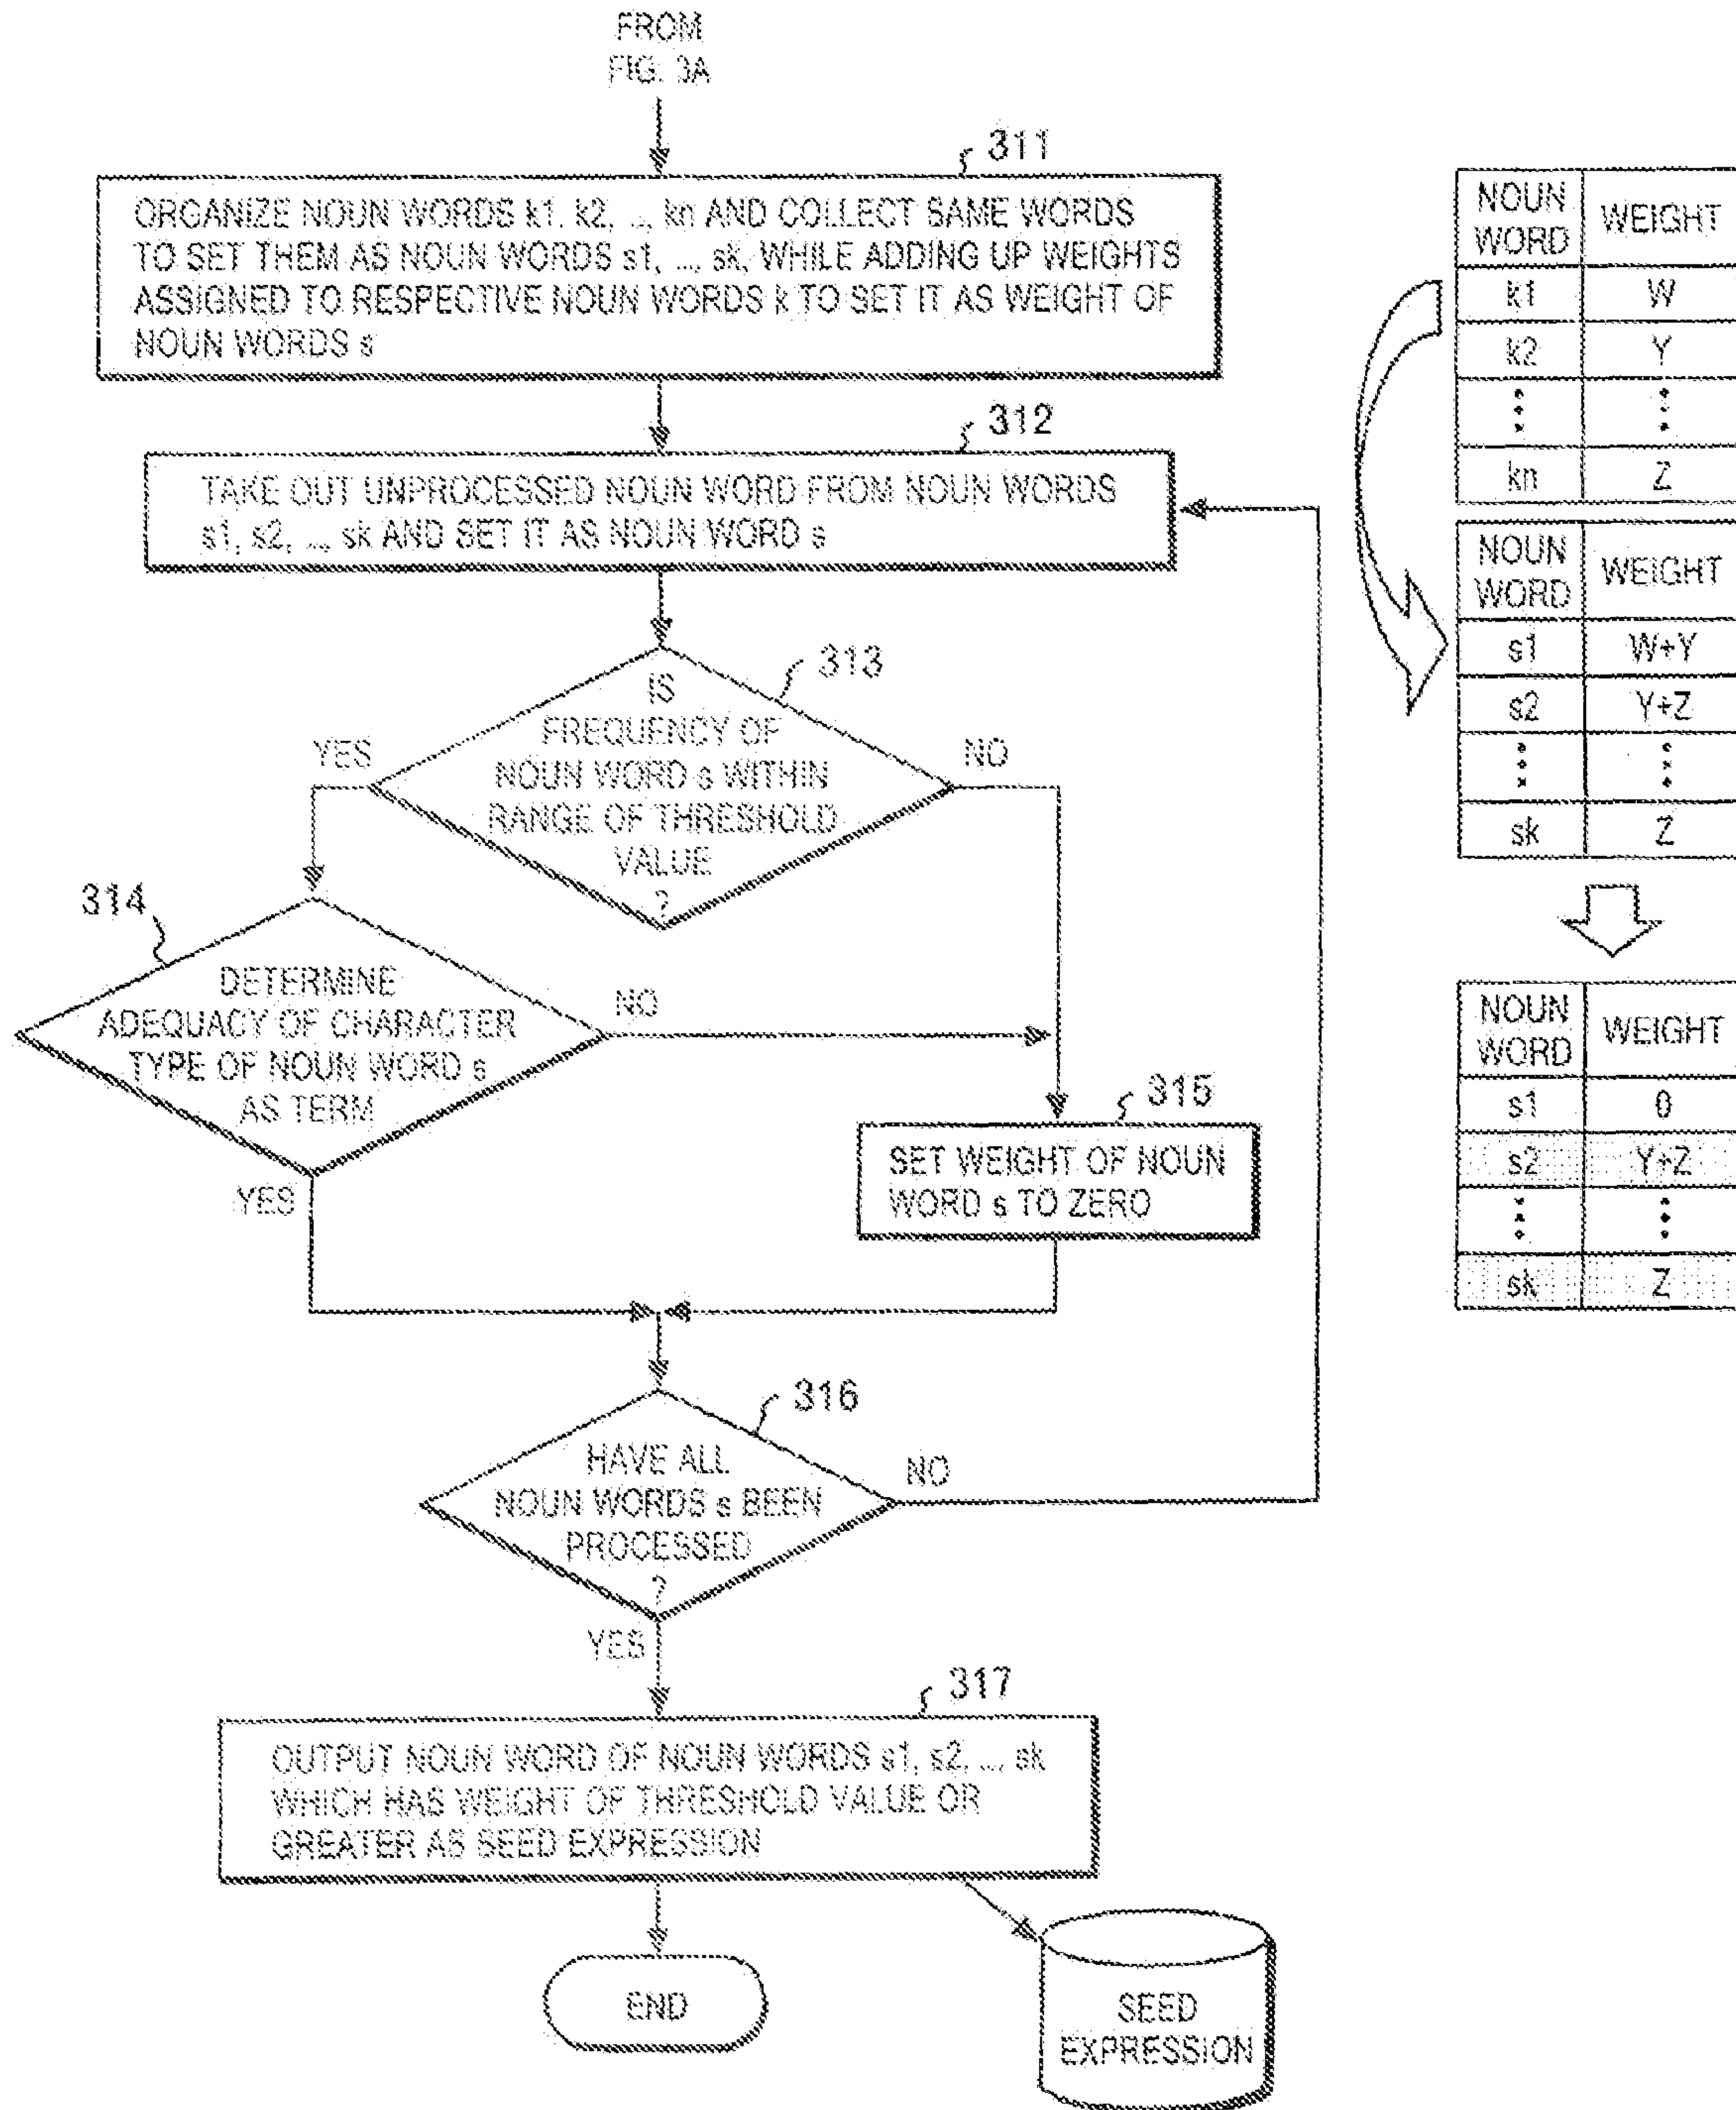 FROM
FIG. 3A
311
ORGANIZE NOUN WORDS k1. k2, ..., kn AND COLLECT SAME WORDS
TO SET THEM AS NOUN WORDS s1, ..., sk, WHILE ADDING UP WEIGHTS
ASSIGNED TO RESPECTIVE NOUN WORDS k TO SET IT AS WEIGHT OF
NOUN WORDS s
312
TAKE OUT UNPROCESSED NOUN WORD FROM NOUN WORDS
s1, s2, ..., sk AND SET IT AS NOUN WORD s
313
IS
FREQUENCY OF
NOUN WORD s WITHIN
RANGE OF THRESHOLD
VALUE
?
YES
NO
314
DETERMINE
ADEQUACY OF CHARACTER
TYPE OF NOUN WORD s
AS TERM
NO
YES
315
SET WEIGHT OF NOUN
WORD s TO ZERO
316
HAVE ALL
NOUN WORDS s BEEN
PROCESSED
?
NO
YES
317
OUTPUT NOUN WORD OF NOUN WORDS s1, s2, ..., sk
WHICH HAS WEIGHT OF THRESHOLD VALUE OR
GREATER AS SEED EXPRESSION
END
SEED
EXPRESSION
NOUN WORD WEIGHT
k1 W
k2 Y
kn Z
NOUN WORD WEIGHT
s1 W+Y
s2 Y+Z
sk Z
NOUN WORD WEIGHT
s1 0
s2 Y+Z
sk Z